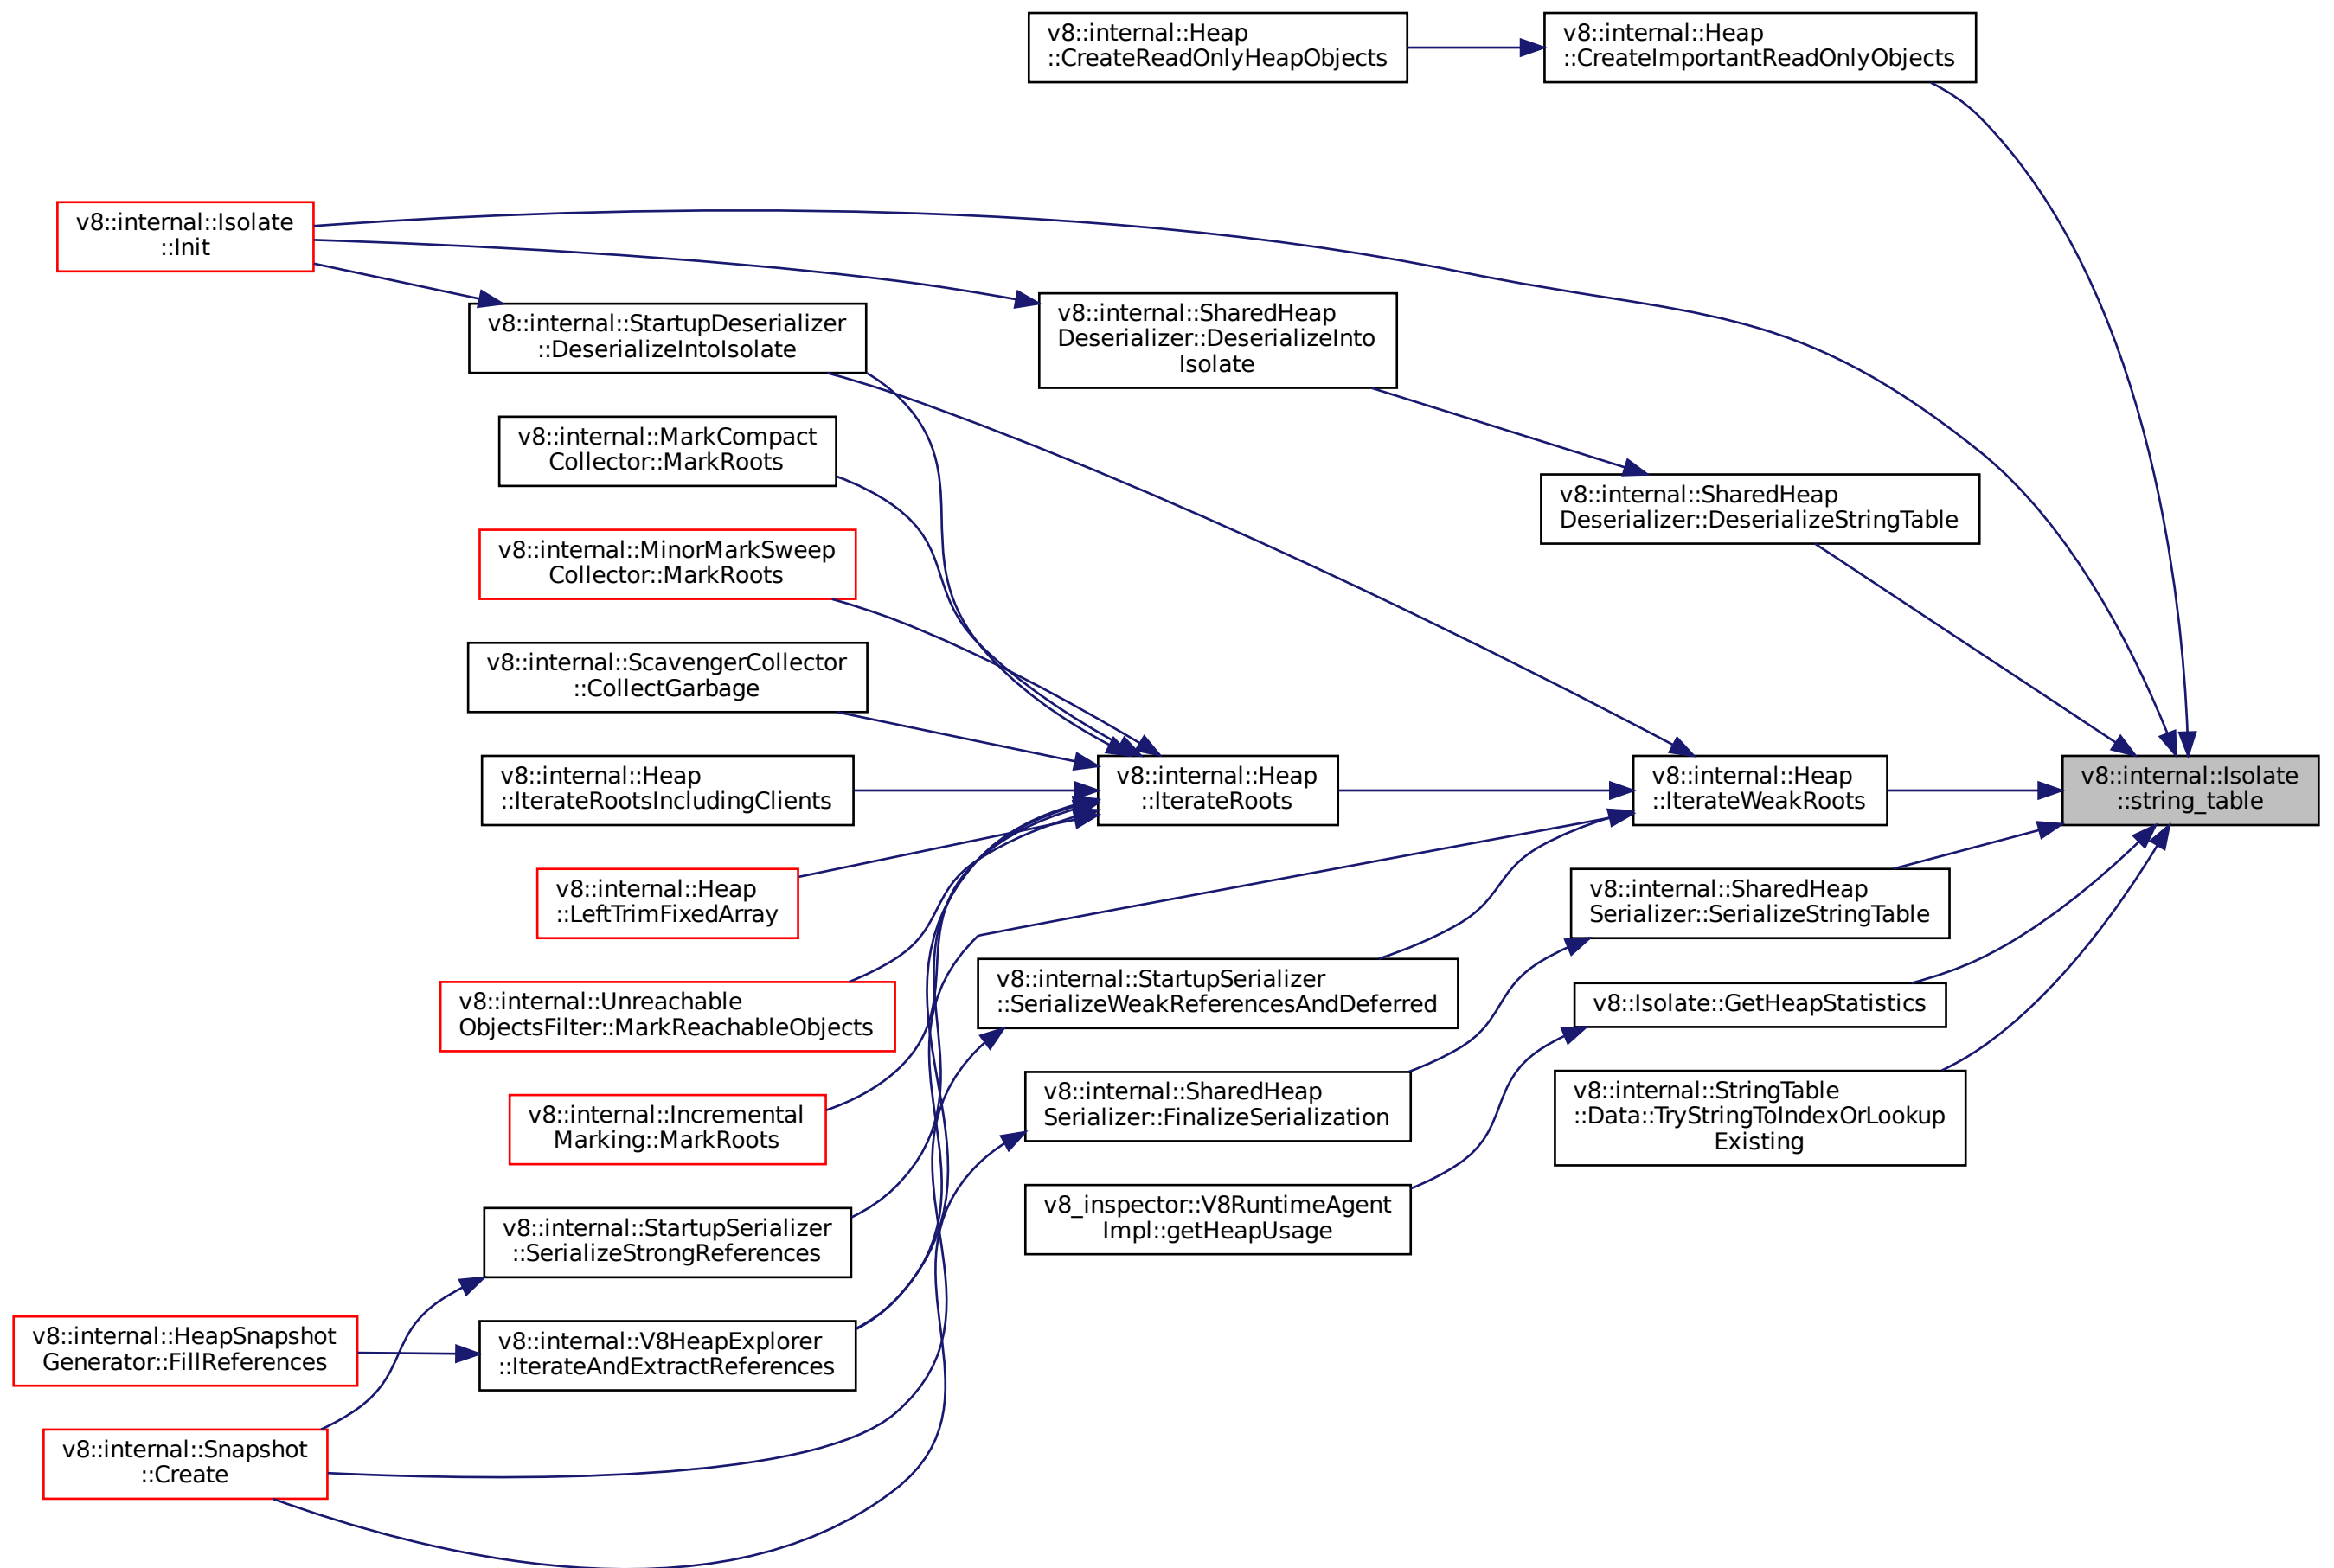 v8::internal::Heap
::CreateReadOnlyHeapObjects
v8::internal::Heap
::CreateImportantReadOnlyObjects
v8::internal::Isolate
::Init
v8::internal::StartupDeserializer
::DeserializeIntoIsolate
v8::internal::SharedHeap
Deserializer::DeserializeInto
Isolate
v8::internal::MarkCompact
Collector::MarkRoots
v8::internal::SharedHeap
Deserializer::DeserializeStringTable
v8::internal::MinorMarkSweep
Collector::MarkRoots
v8::internal::ScavengerCollector
::CollectGarbage
v8::internal::Heap
::IterateRootsIncludingClients
v8::internal::Heap
::IterateRoots
v8::internal::Heap
::IterateWeakRoots
v8::internal::Isolate
::string_table
v8::internal::Heap
::LeftTrimFixedArray
v8::internal::SharedHeap
Serializer::SerializeStringTable
v8::internal::Unreachable
ObjectsFilter::MarkReachableObjects
v8::internal::StartupSerializer
::SerializeWeakReferencesAndDeferred
v8::Isolate::GetHeapStatistics
v8::internal::Incremental
Marking::MarkRoots
v8::internal::SharedHeap
Serializer::FinalizeSerialization
v8::internal::StringTable
::Data::TryStringToIndexOrLookup
Existing
v8::internal::StartupSerializer
::SerializeStrongReferences
v8_inspector::V8RuntimeAgent
Impl::getHeapUsage
v8::internal::HeapSnapshot
Generator::FillReferences
v8::internal::V8HeapExplorer
::IterateAndExtractReferences
v8::internal::Snapshot
::Create